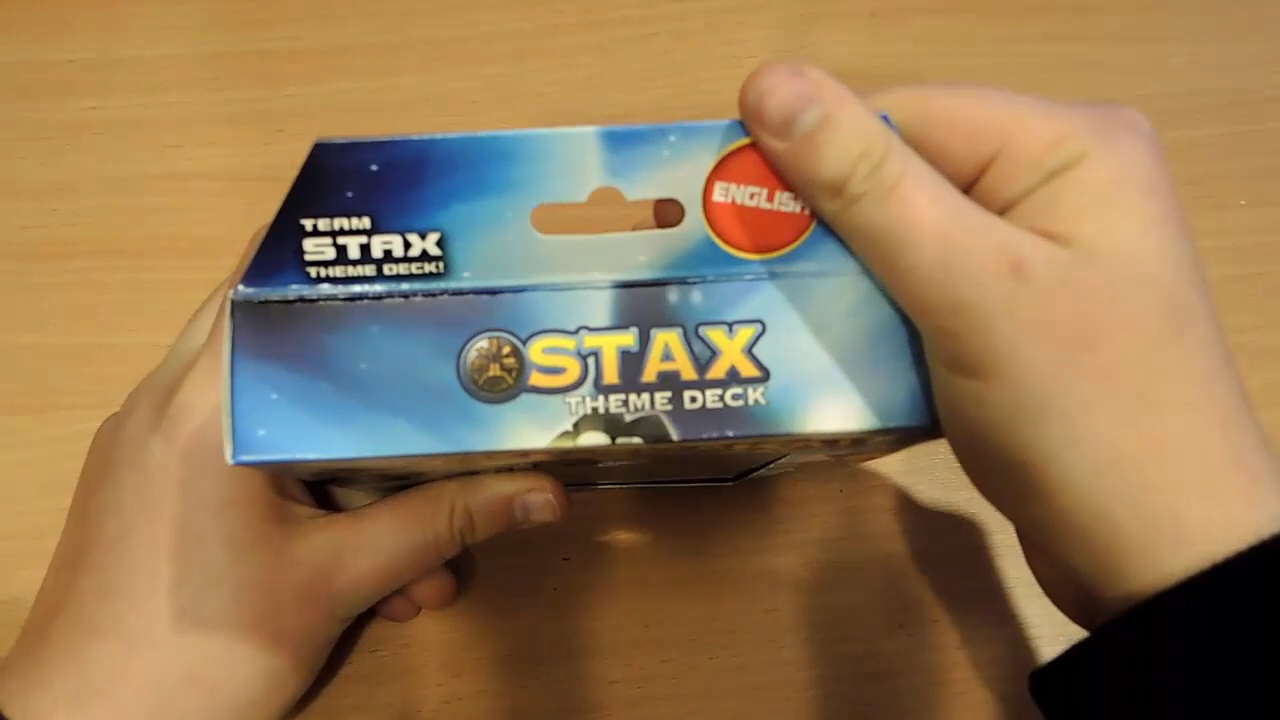 ENGLISH
TEAM
STAX
THEME DECK!
STAX
THEME DECK